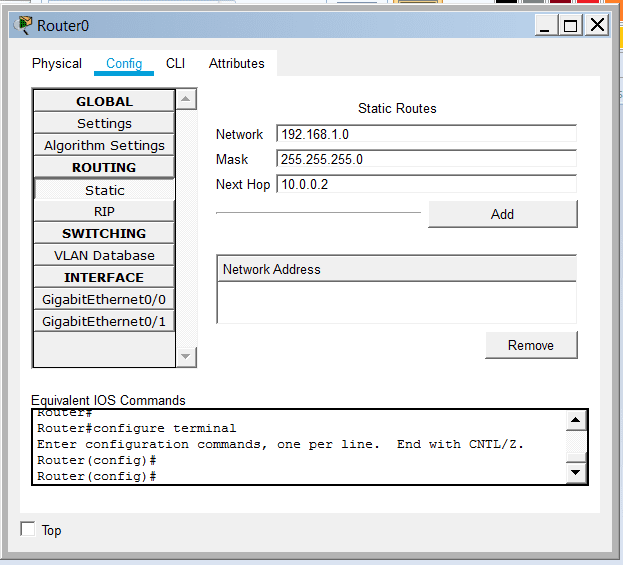 Router0
Physical Config CLI Attributes
GLOBAL
Settings
Algorithm Settings
ROUTING
Static
RIP
SWITCHING
VLAN Database
INTERFACE
GigabitEthernet0/0
GigabitEthernet0/1
Static Routes
Network 192.168.1.0
Mask 255.255.255.0
Next Hop 10.0.0.2
Add
Network Address
Remove
Equivalent IOS Commands
Router#
Router#configure terminal
Enter configuration commands, one per line.  End with CNTL/Z.
Router(config)#
Router(config)#
Top